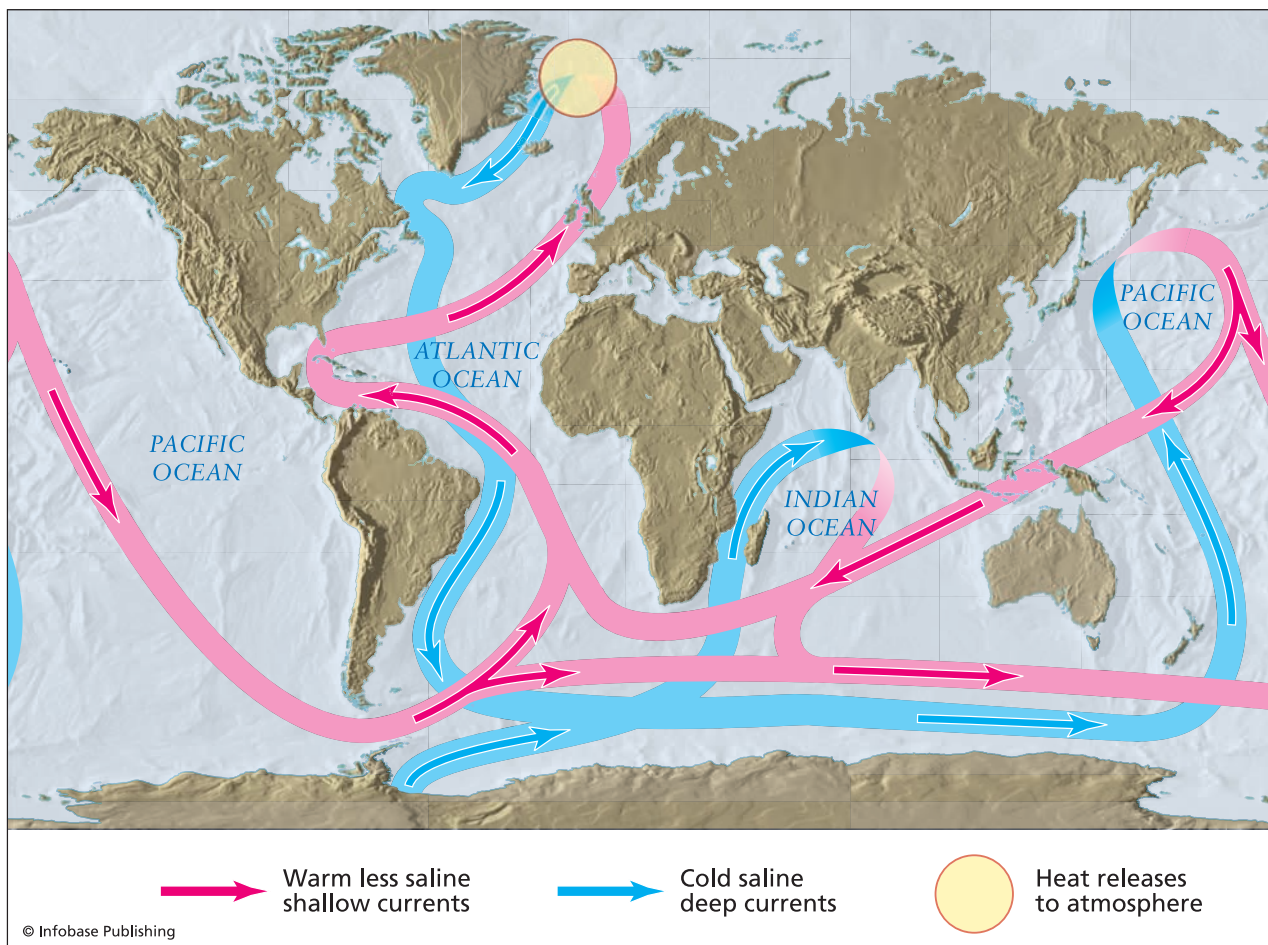 PACIFIC
OCEAN
ATLANTIC
OCEAN
PACIFIC
OCEAN
INDIAN
OCEAN
Warm less saline
shallow currents
Cold saline
deep currents
Heat releases
to atmosphere
© Infobase Publishing